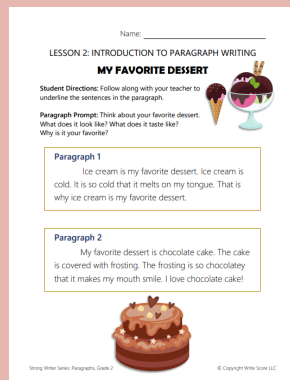 Name: ______________________
LESSON 2: INTRODUCTION TO PARAGRAPH WRITING
MY FAVORITE DESSERT
Student Directions: Follow along with your teacher to
underline the sentences in the paragraph.
Paragraph Prompt: Think about your favorite dessert.
What does it look like? What does it taste like?
Why is it your favorite?
Paragraph 1
Ice cream is my favorite dessert. Ice cream is
cold. It is so cold that it melts on my tongue. That is
why ice cream is my favorite dessert.
Paragraph 2
My favorite dessert is chocolate cake. The cake
is covered with frosting. The frosting is so chocolatey
that it makes my mouth smile. I love chocolate cake!
Strong Writer Series: Paragraphs, Grade 2
© Copyright Write Score LLC